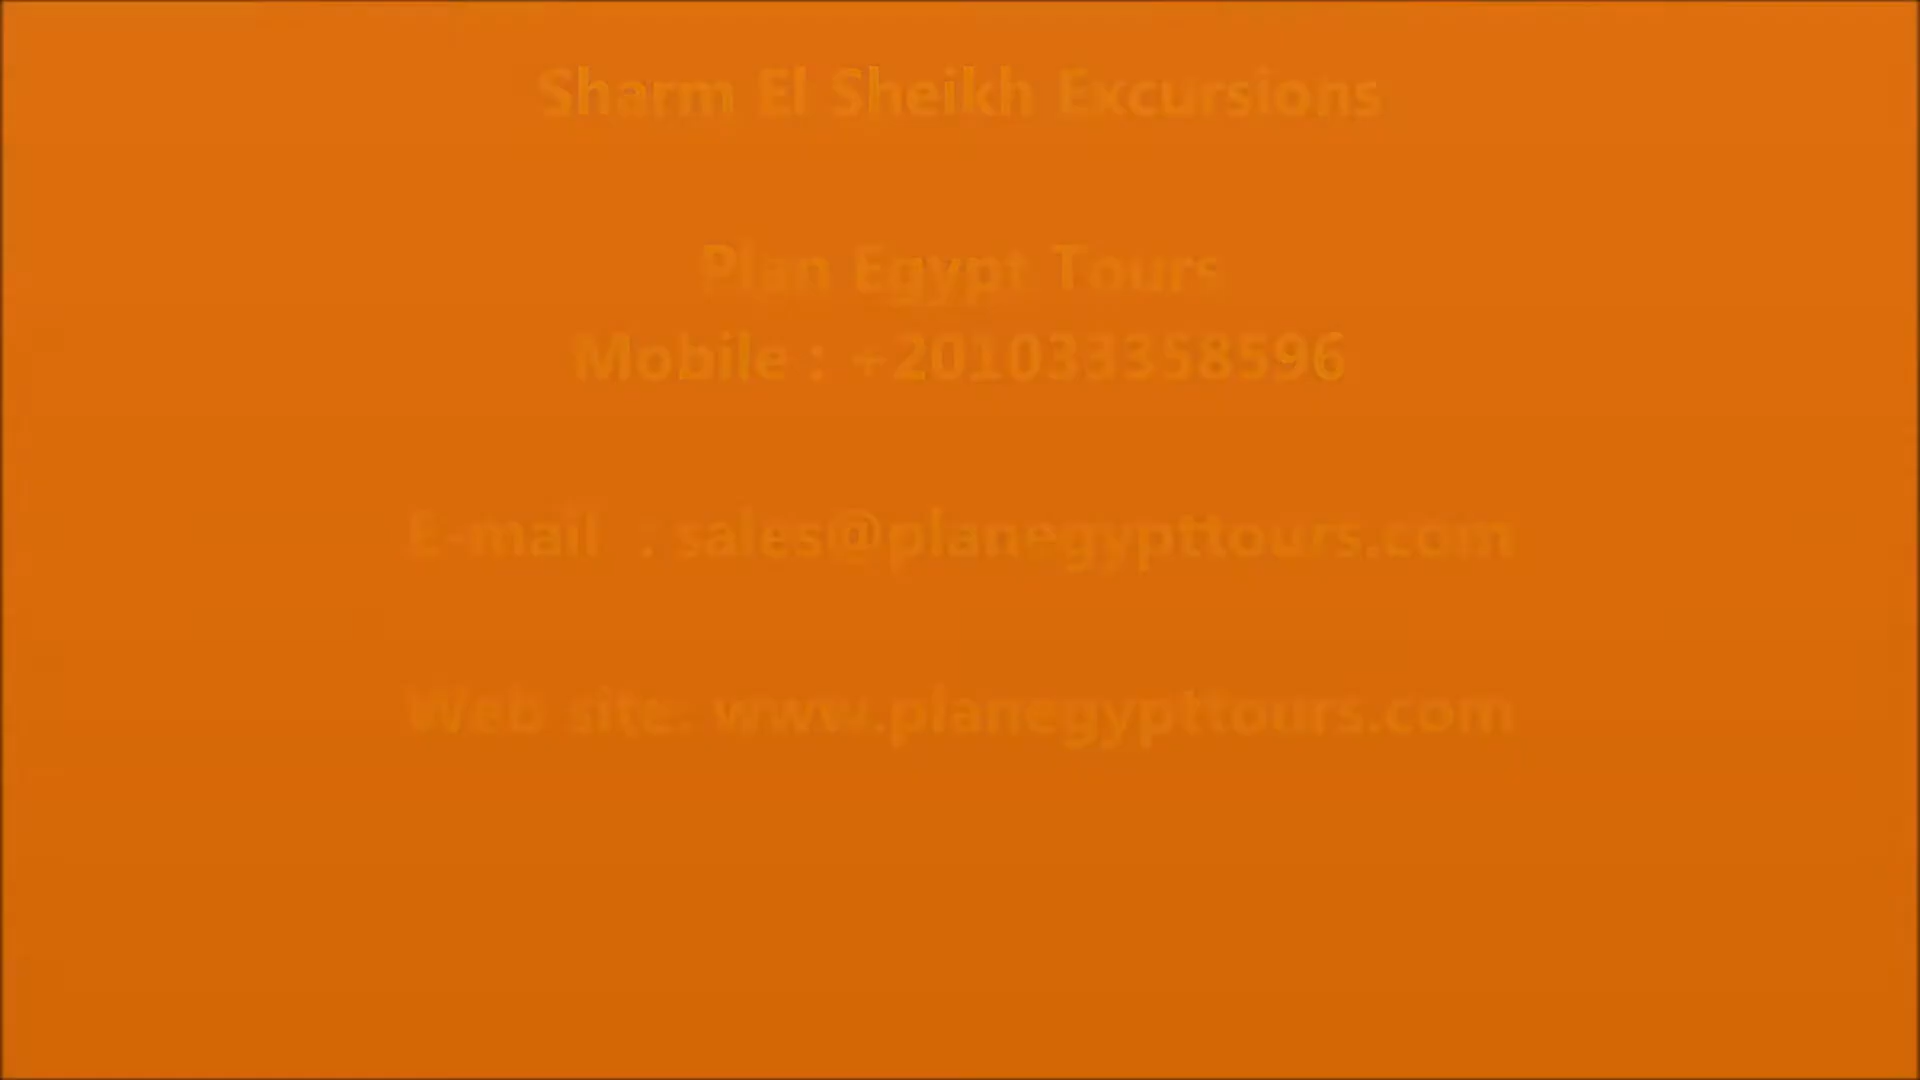 Sharm El Sheikh Excursions
Plan Egypt Tours
Mobile : +201033358596
E-mail : sales@planegypttours.com
Web site: www.planegypttours.com